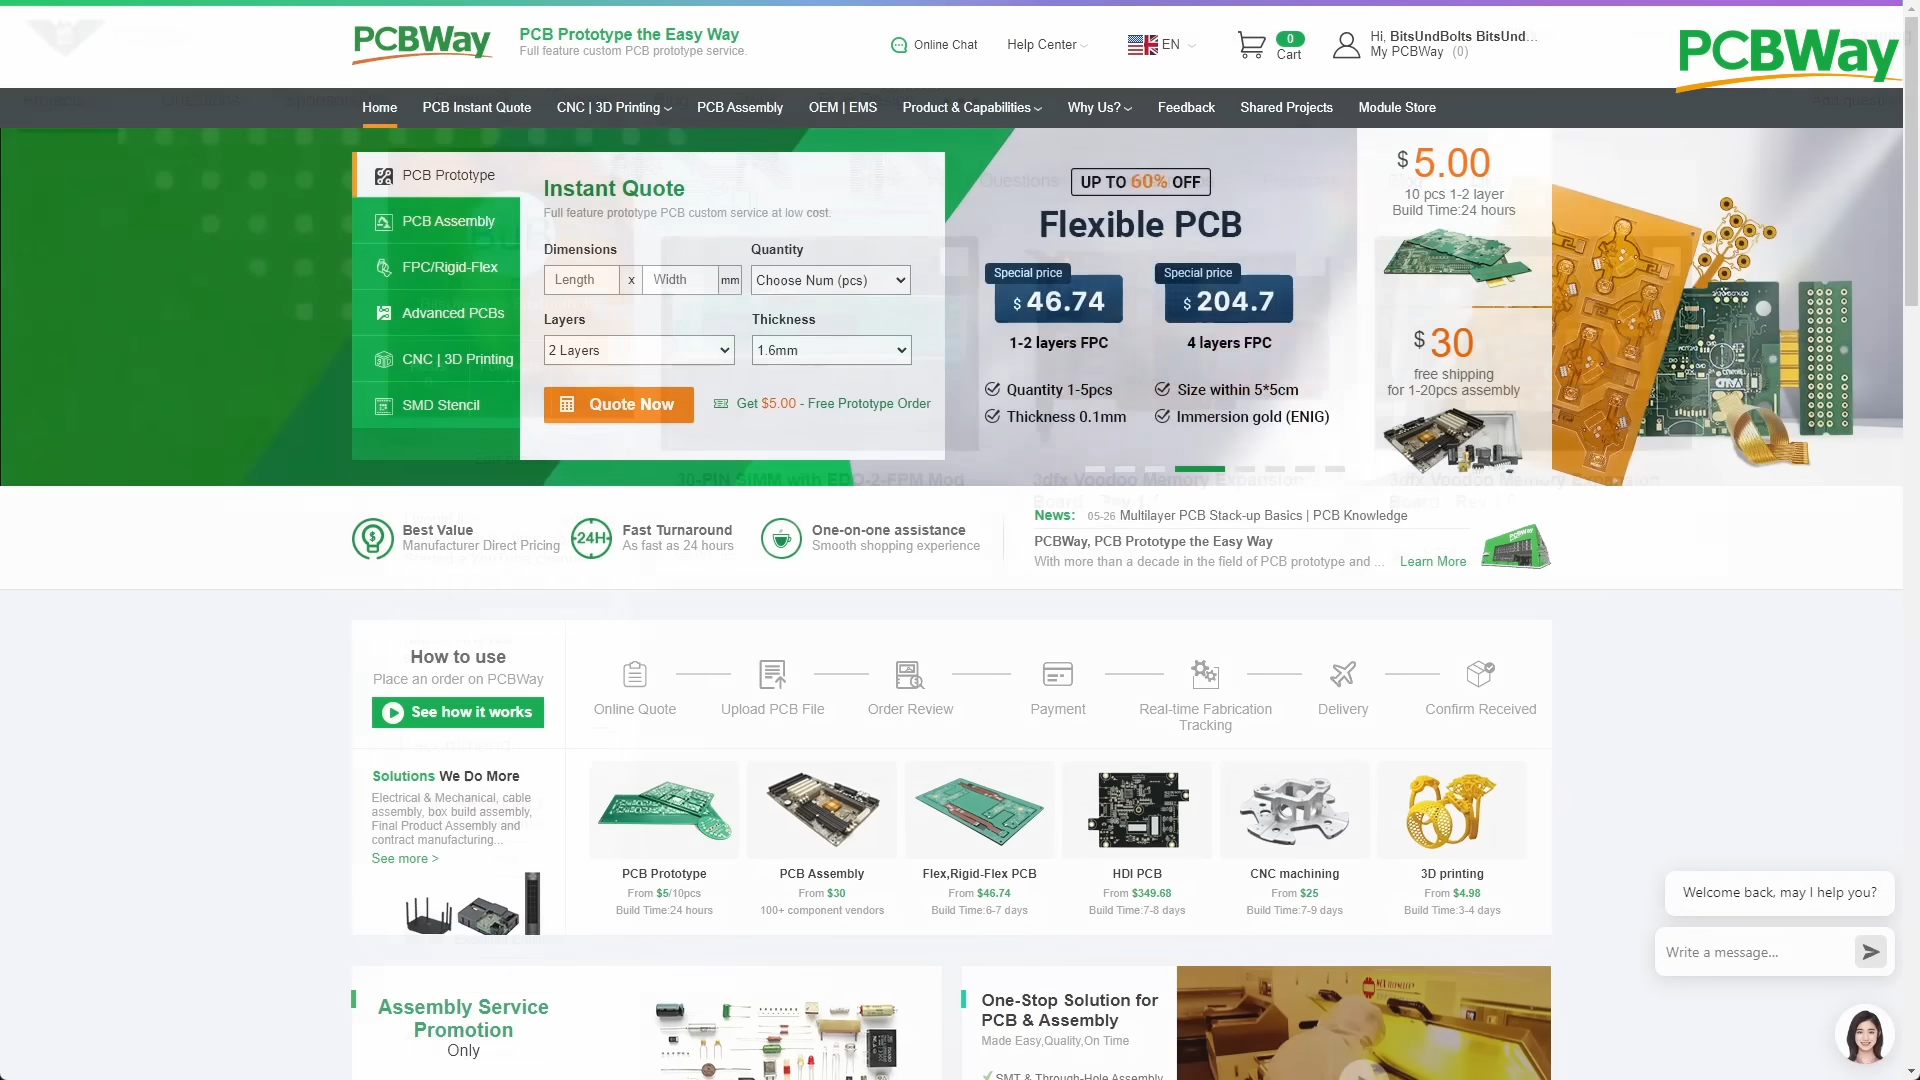 PCBWay
PCB Prototype the Easy Way
Full feature custom PCB prototype service.
Online Chat
Help Center
EN
0
Cart
Hi, BitsUndBolts BitsUnd...
My PCBWay (0)
PCBWay
Home
PCB Instant Quote
CNC | 3D Printing
PCB Assembly
OEM | EMS
Product & Capabilities
Why Us?
Feedback
Shared Projects
Module Store
PCB Prototype
PCB Assembly
FPC/Rigid-Flex
Advanced PCBs
CNC | 3D Printing
SMD Stencil
Instant Quote
Full feature prototype PCB custom service at low cost.
Dimensions
Quantity
Length x Width mm
Choose Num (pcs)
Layers
Thickness
2 Layers
1.6mm
Quote Now
Get $5.00 - Free Prototype Order
UP TO 60% OFF
Flexible PCB
Special price
$46.74
1-2 layers FPC
Special price
$204.7
4 layers FPC
Quantity 1-5pcs
Size within 5*5cm
Thickness 0.1mm
Immersion gold (ENIG)
$5.00
10 pcs 1-2 layer
Build Time:24 hours
$30
free shipping
for 1-20pcs assembly
30-PIN SIMM with EDO-2-FPM Mod
3dfx Voodoo Memory Expansion
3dfx Voodoo Memory Expansion
Best Value
Manufacturer Direct Pricing
24H
Fast Turnaround
As fast as 24 hours
One-on-one assistance
Smooth shopping experience
News: 05-26 Multilayer PCB Stack-up Basics | PCB Knowledge
PCBWay, PCB Prototype the Easy Way
With more than a decade in the field of PCB prototype and ... Learn More
How to use
Place an order on PCBWay
See how it works
Online Quote
Upload PCB File
Order Review
Payment
Real-time Fabrication
Tracking
Delivery
Confirm Received
Solutions We Do More
Electrical & Mechanical, cable
assembly, box build assembly,
Final Product Assembly and
contract manufacturing...
See more >
PCB Prototype
From $5/10pcs
Build Time:24 hours
PCB Assembly
From $30
100+ component vendors
Flex,Rigid-Flex PCB
From $46.74
Build Time:6-7 days
HDI PCB
From $349.68
Build Time:7-8 days
CNC machining
From $25
Build Time:7-9 days
3D printing
From $4.98
Build Time:3-4 days
Welcome back, may I help you?
Write a message...
Assembly Service
Promotion
Only
One-Stop Solution for
PCB & Assembly
Made Easy,Quality,On Time
SMT & Through-Hole Assembly